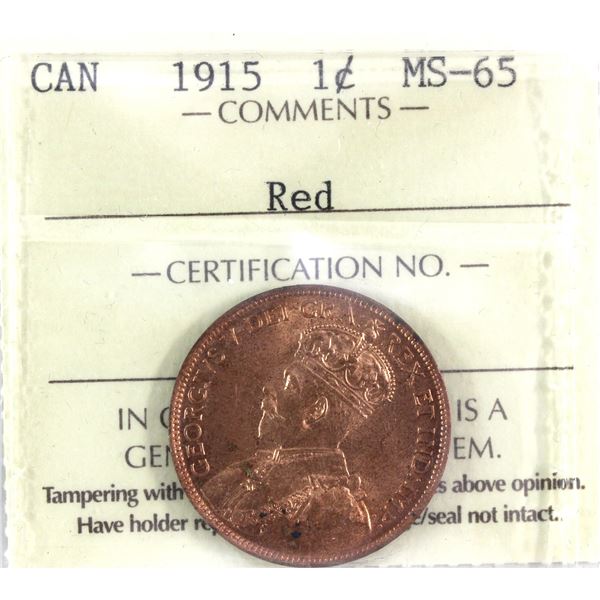 CAN 1915 1¢ MS-65
— COMMENTS —
Red
— CERTIFICATION NO. —
GEORGIVS V DEI GRA: REX ET IND:IMP:
IN IS A
GEN EM.
Tampering with s above opinion.
Have holder re /seal not intact.